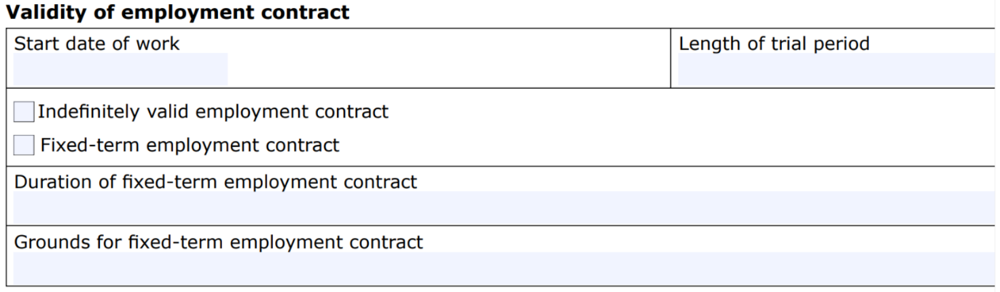 Validity of employment contract
Start date of work
Length of trial period
Indefinitely valid employment contract
Fixed-term employment contract
Duration of fixed-term employment contract
Grounds for fixed-term employment contract